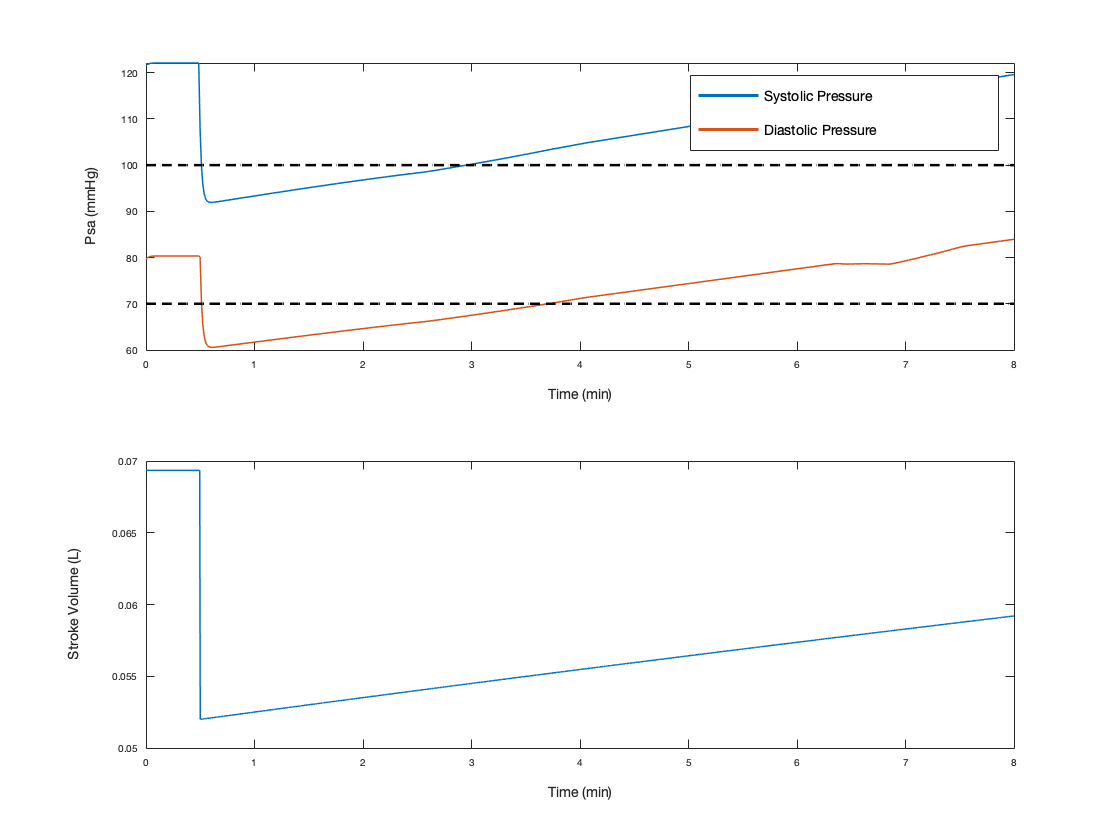 120
110
100
90
80
70
60
Psa (mmHg)
Systolic Pressure
Diastolic Pressure
0 1 2 3 4 5 6 7 8
Time (min)
0.07
0.065
0.06
0.055
0.05
Stroke Volume (L)
0 1 2 3 4 5 6 7 8
Time (min)